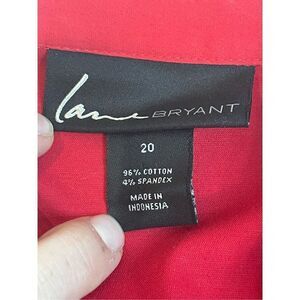 Lane BRYANT
20
96% COTTON
4% SPANDEX
MADE IN
INDONESIA